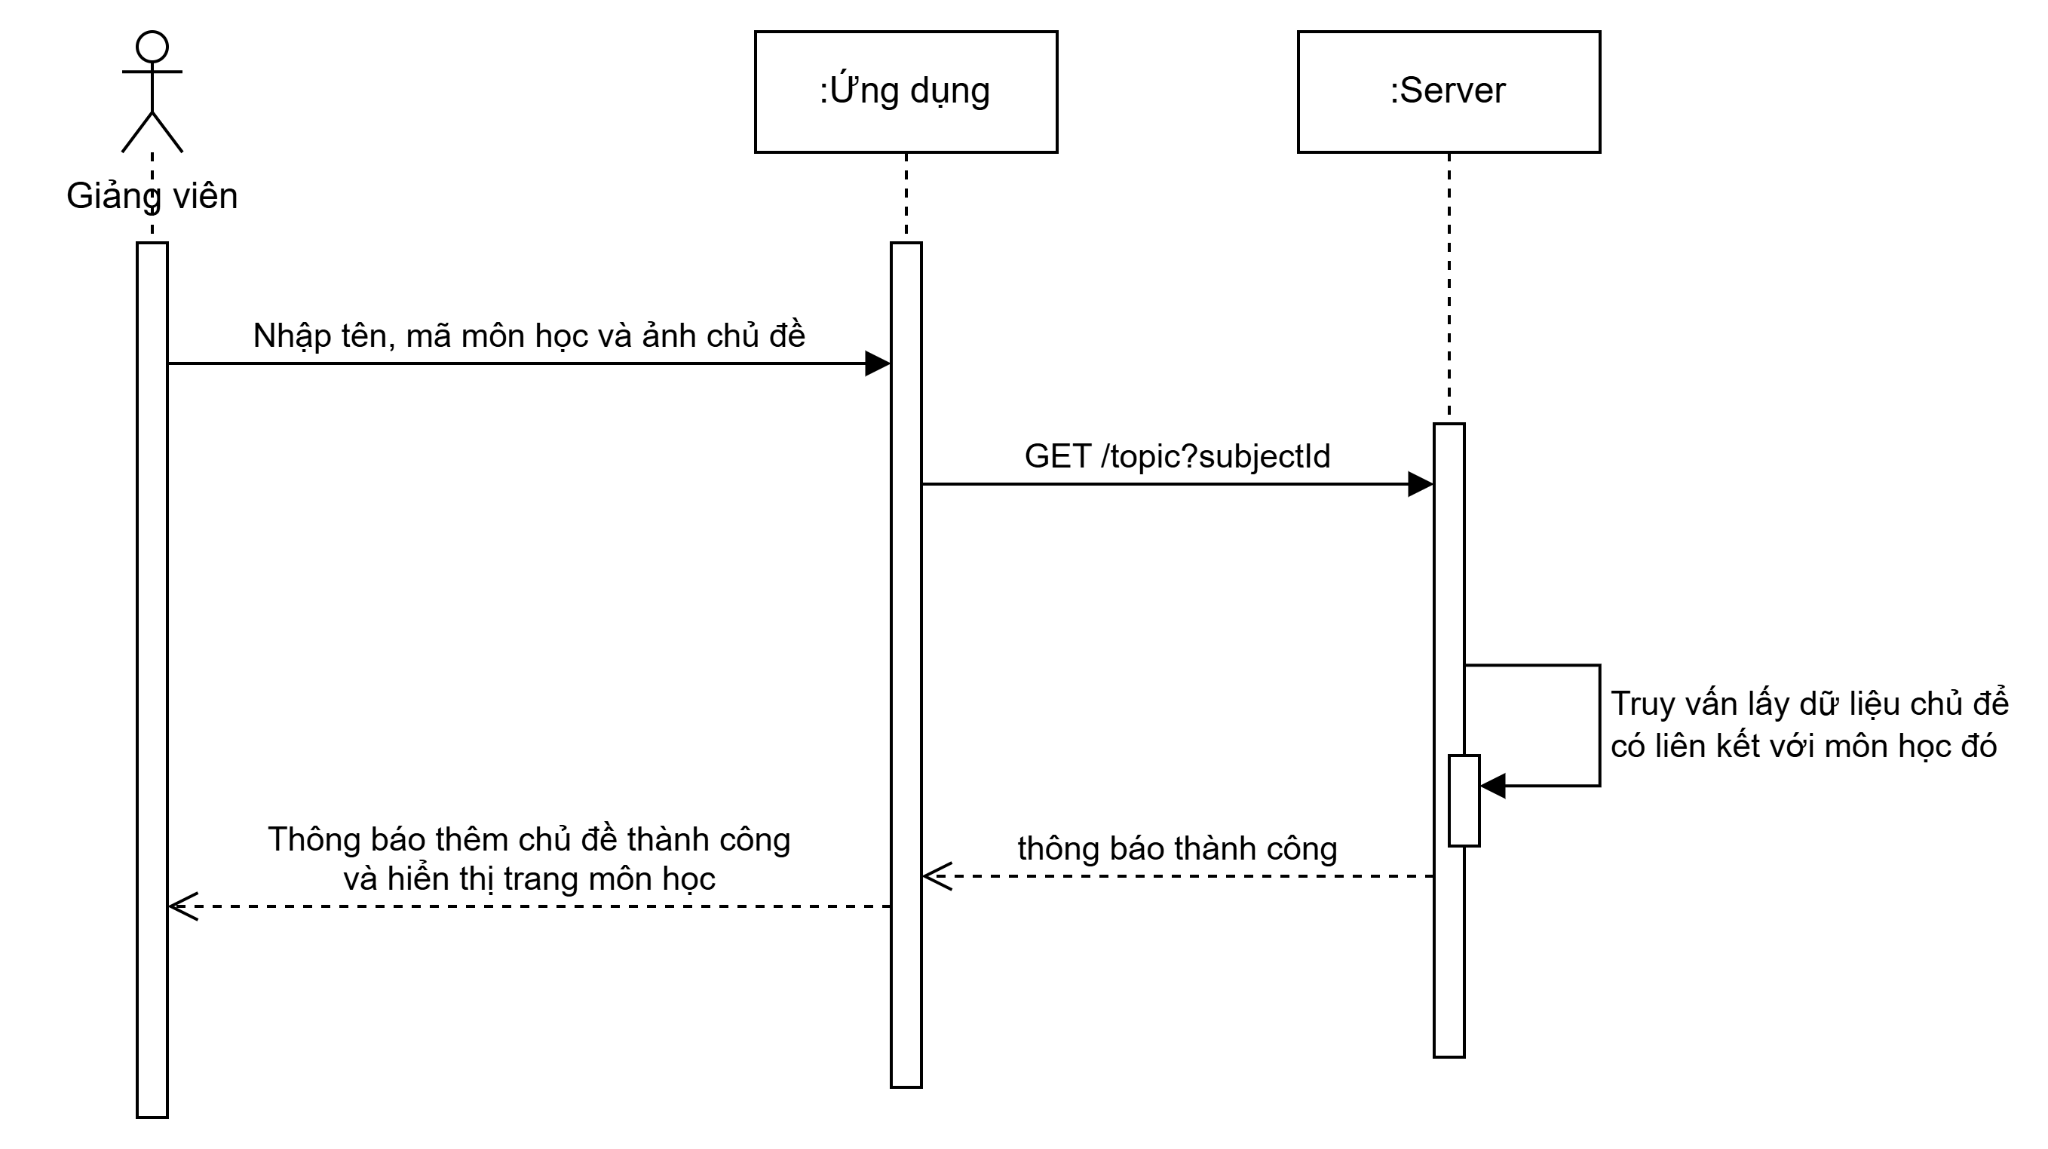 :Ứng dụng
:Server
Giảng viên
Nhập tên, mã môn học và ảnh chủ đề
GET /topic?subjectId
Truy vấn lấy dữ liệu chủ để
có liên kết với môn học đó
Thông báo thêm chủ đề thành công
và hiển thị trang môn học
thông báo thành công